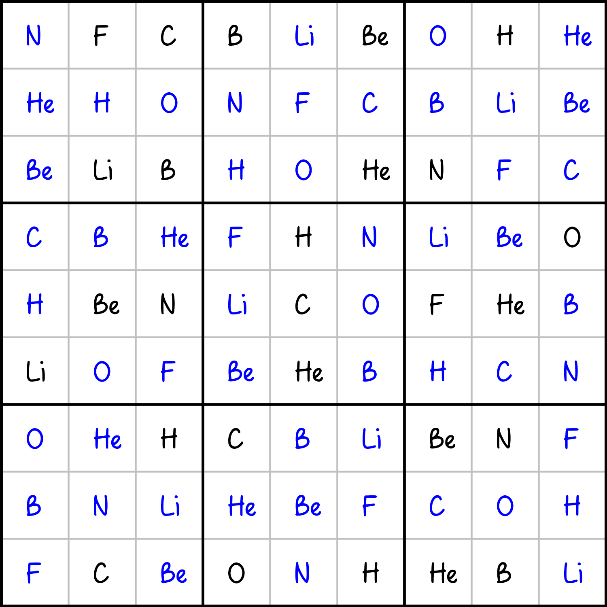 N F C B Li Be O H He
He H O N F C B Li Be
Be Li B H O He N F C
C B He F H N Li Be O
H Be N Li C O F He B
Li O F Be He B H C N
O He H C B Li Be N F
B N Li He Be F C O H
F C Be O N H He B Li